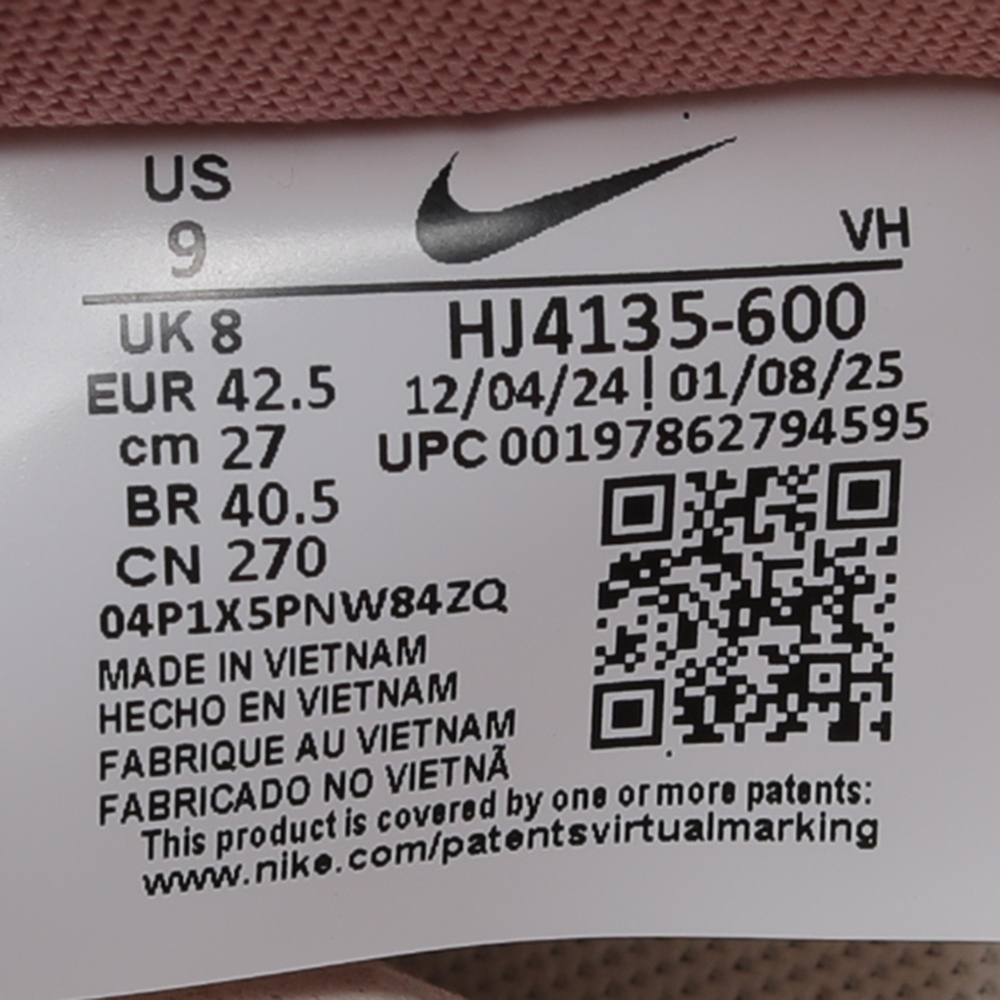 US
9
VH
UK 8
HJ4135-600
EUR 42.5
12/04/24 | 01/08/25
cm 27
UPC 00197862794595
BR 40.5
CN 270
04P1X5PNW84ZQ
MADE IN VIETNAM
HECHO EN VIETNAM
FABRIQUE AU VIETNAM
FABRICADO NO VIETNÃ
This product is covered by one or more patents:
www.nike.com/patentsvirtualmarking